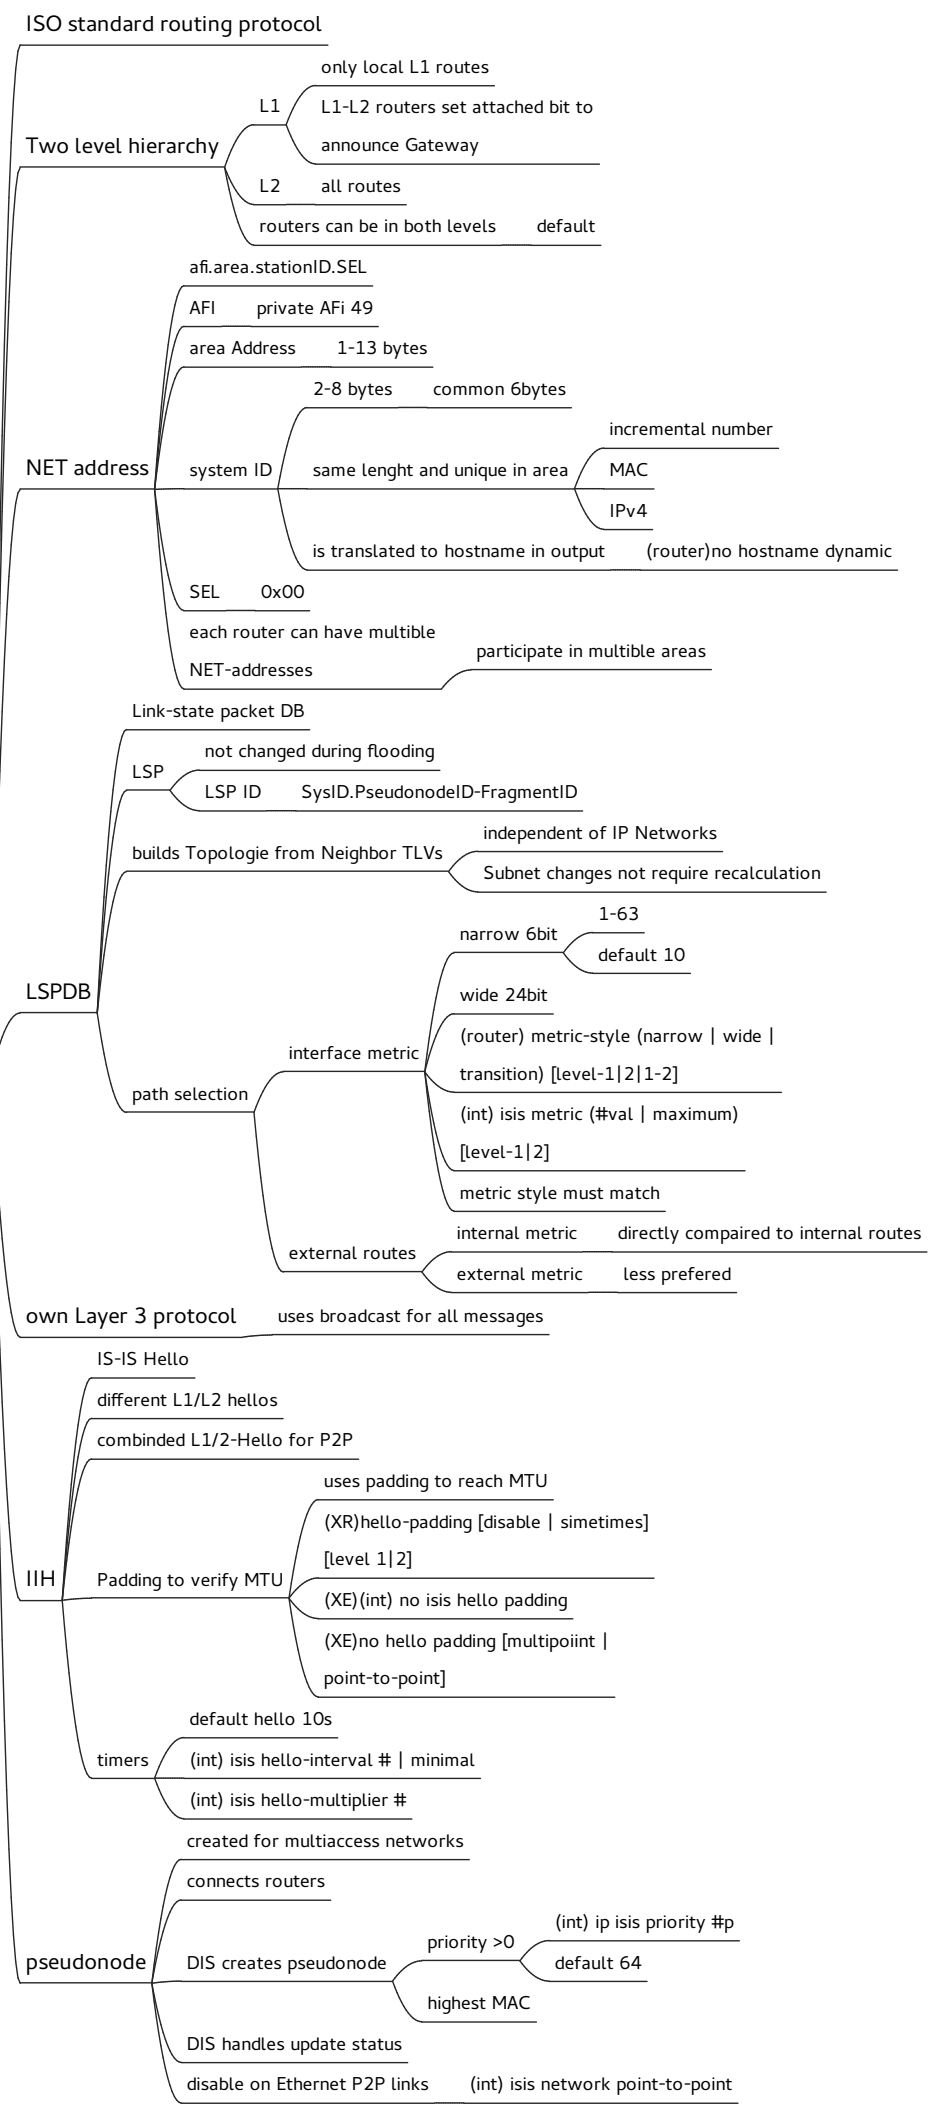 ISO standard routing protocol
Two level hierarchy
L1
only local L1 routes
L1-L2 routers set attached bit to
announce Gateway
L2
all routes
routers can be in both levels
default
NET address
afi.area.stationID.SEL
AFI
private AFi 49
area Address
1-13 bytes
system ID
2-8 bytes
common 6bytes
same lenght and unique in area
incremental number
MAC
IPv4
is translated to hostname in output
(router)no hostname dynamic
SEL
0x00
each router can have multible
NET-addresses
participate in multible areas
LSPDB
Link-state packet DB
LSP
not changed during flooding
LSP ID
SysID.PseudonodeID-FragmentID
builds Topologie from Neighbor TLVs
independent of IP Networks
Subnet changes not require recalculation
path selection
interface metric
narrow 6bit
1-63
default 10
wide 24bit
(router) metric-style (narrow | wide |
transition) [level-1|2|1-2]
(int) isis metric (#val | maximum)
[level-1|2]
metric style must match
external routes
internal metric
directly compaired to internal routes
external metric
less prefered
own Layer 3 protocol
uses broadcast for all messages
IIH
IS-IS Hello
different L1/L2 hellos
combinded L1/2-Hello for P2P
Padding to verify MTU
uses padding to reach MTU
(XR)hello-padding [disable | simetimes]
[level 1|2]
(XE)(int) no isis hello padding
(XE)no hello padding [multipoiint |
point-to-point]
timers
default hello 10s
(int) isis hello-interval # | minimal
(int) isis hello-multiplier #
pseudonode
created for multiaccess networks
connects routers
DIS creates pseudonode
priority >0
(int) ip isis priority #p
default 64
highest MAC
DIS handles update status
disable on Ethernet P2P links
(int) isis network point-to-point